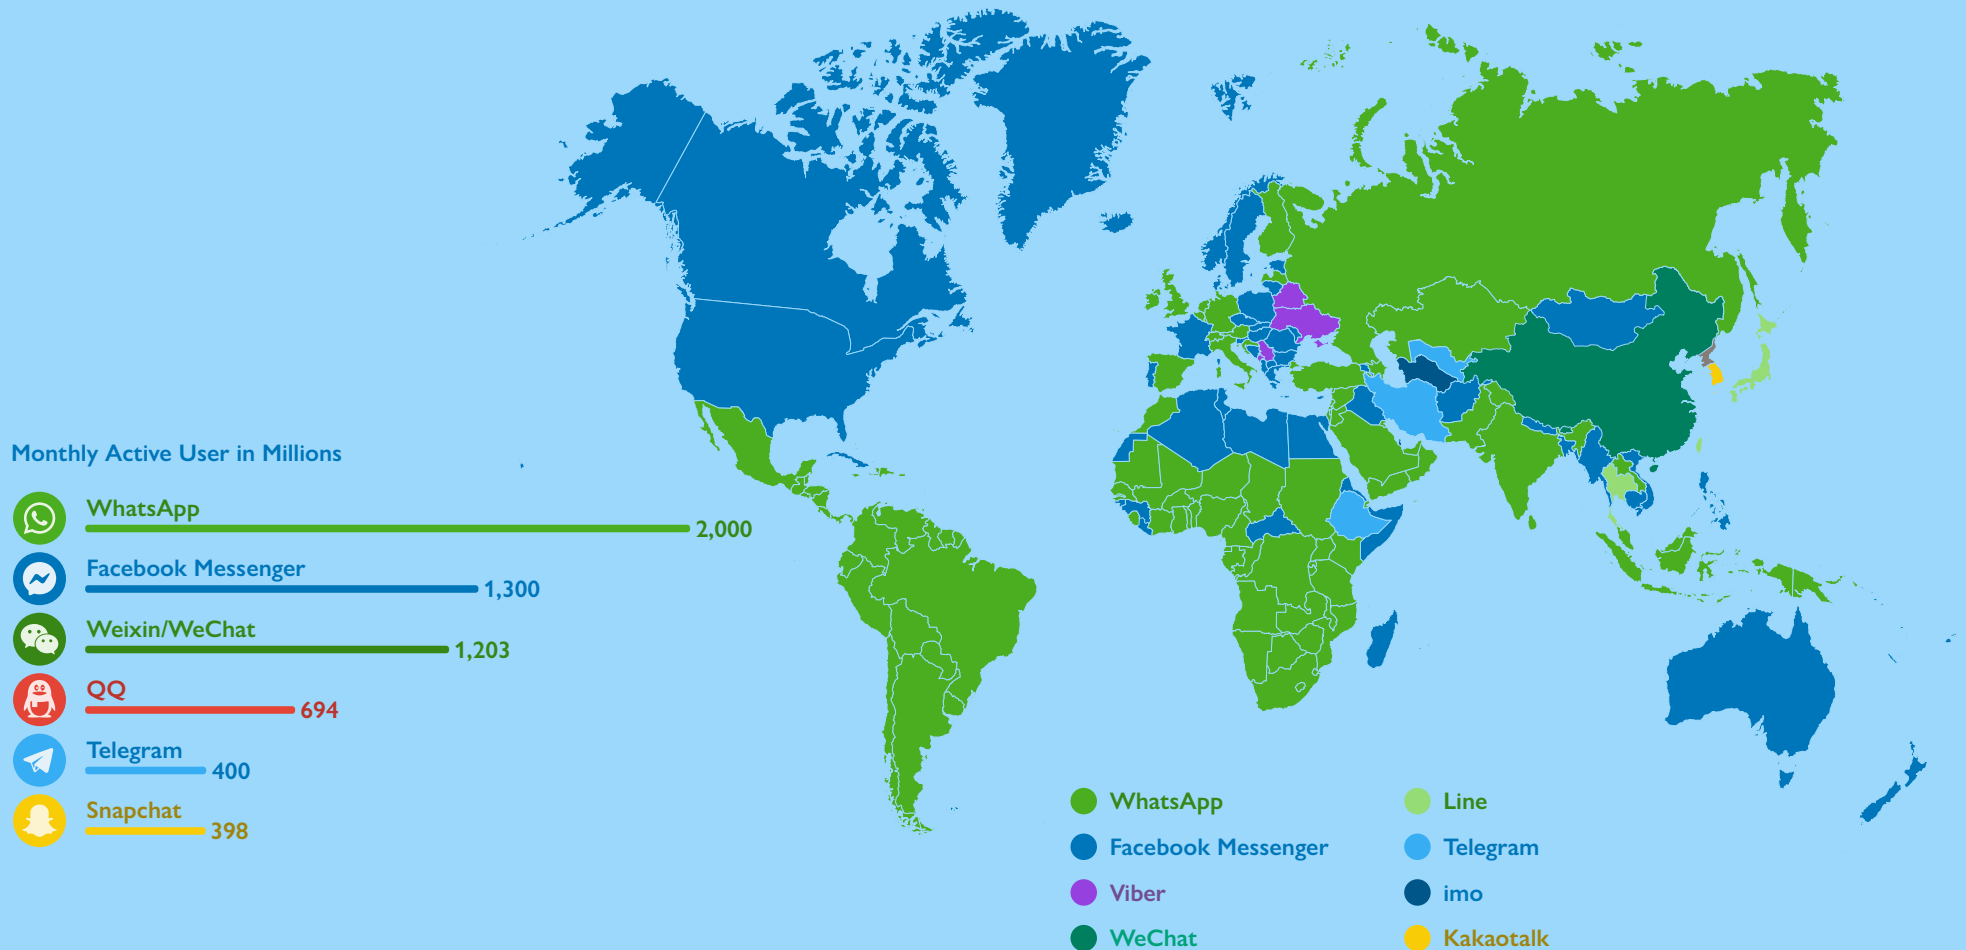 Monthly Active User in Millions
WhatsApp
2,000
Facebook Messenger
1,300
Weixin/WeChat
1,203
QQ
694
Telegram
400
Snapchat
398
WhatsApp
Facebook Messenger
Viber
WeChat
Line
Telegram
imo
Kakaotalk